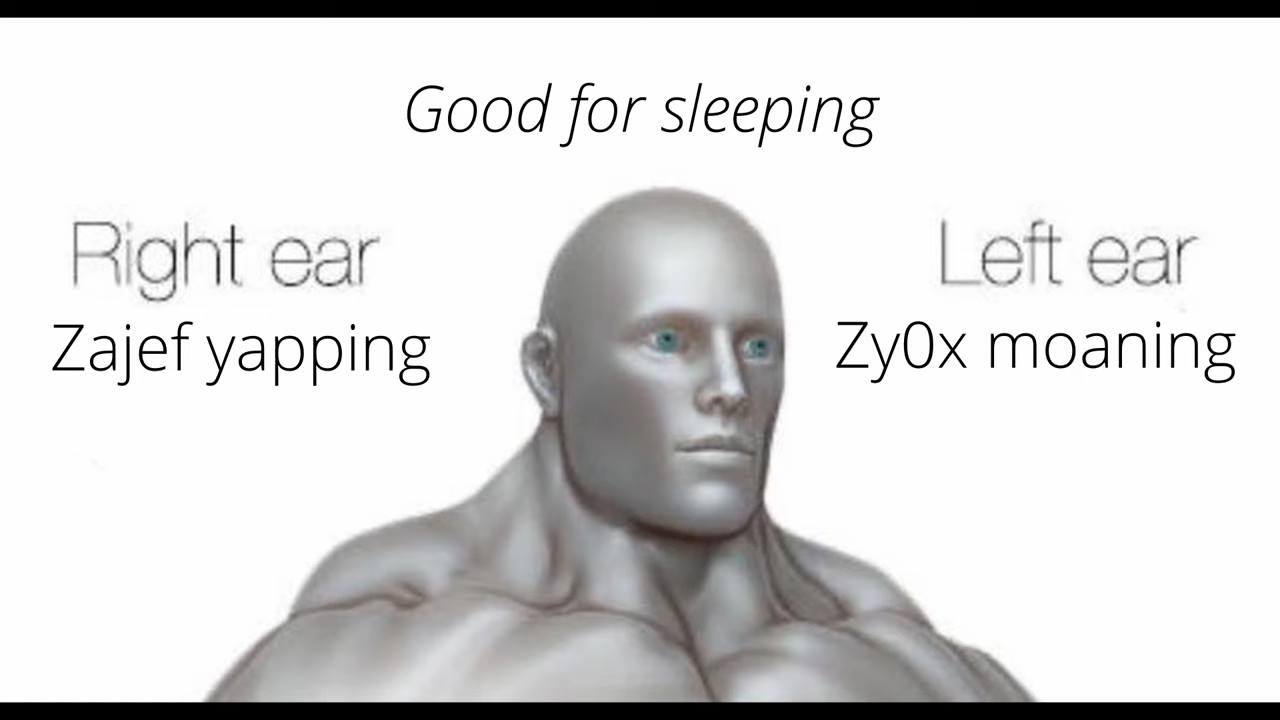 Good for sleeping
Right ear
Zajef yapping
Left ear
Zy0x moaning